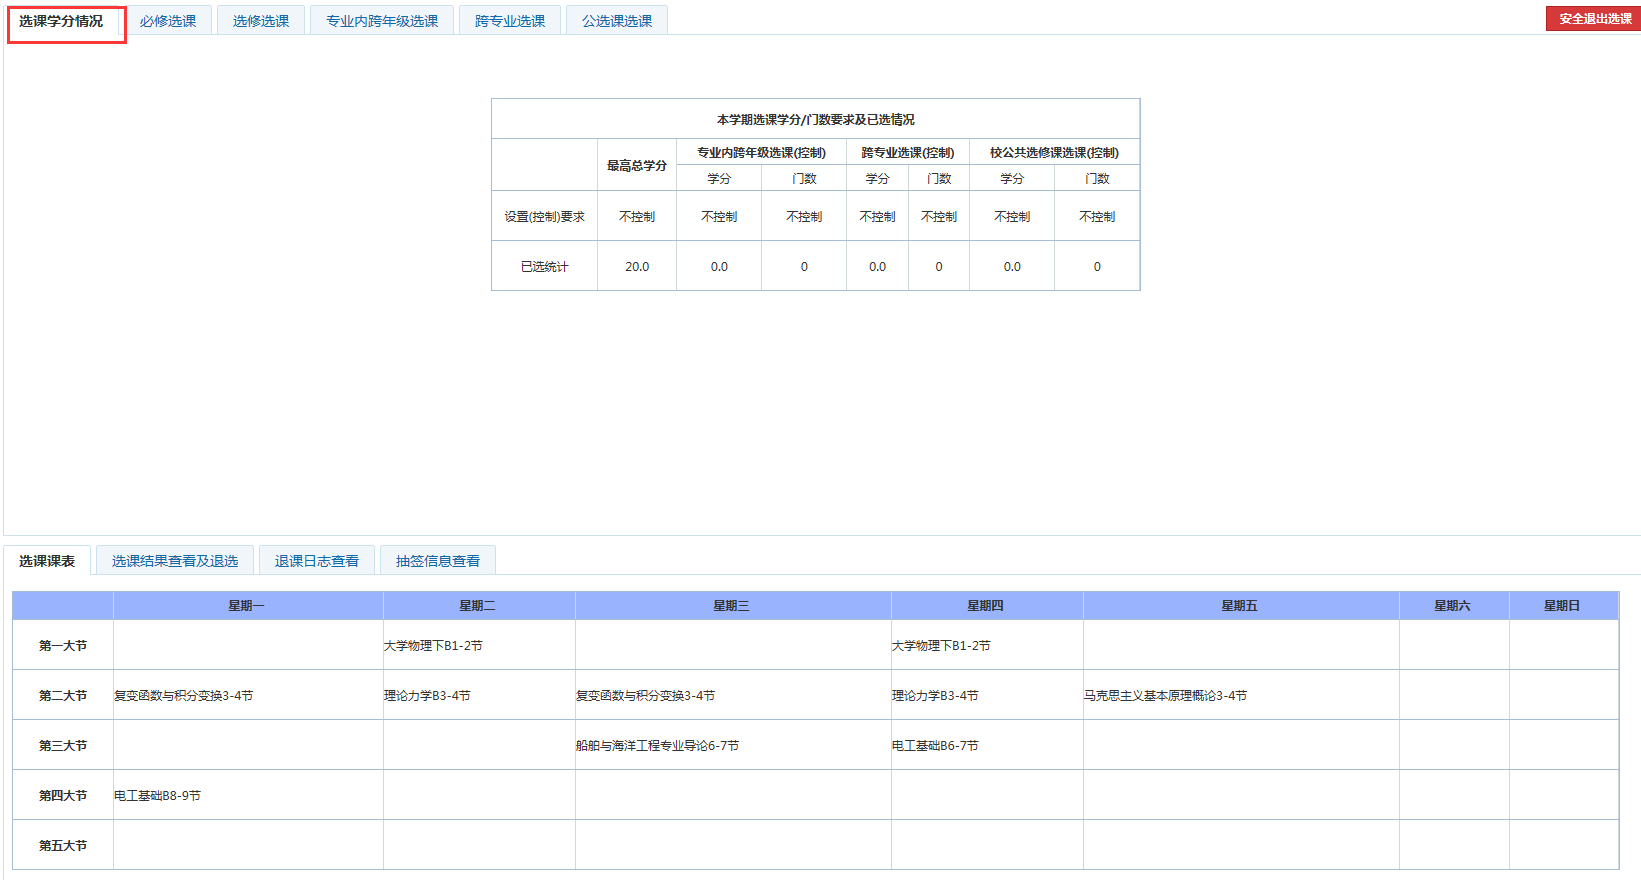 选课学分情况 必修选课 选修选课 专业内跨年级选课 跨专业选课 公选课选课 安全退出选课
本学期选课学分/门数要求及已选情况
最高总学分 专业内跨年级选课(控制) 跨专业选课(控制) 校公共选修课选课(控制)
学分 门数 学分 门数 学分 门数
设置(控制)要求 不控制 不控制 不控制 不控制 不控制 不控制 不控制
已选统计 20.0 0.0 0 0.0 0 0.0 0
选课课表 选课结果查看及退选 退课日志查看 抽签信息查看
星期一 星期二 星期三 星期四 星期五 星期六 星期日
第一大节 大学物理下B1-2节 大学物理下B1-2节
第二大节 复变函数与积分变换3-4节 理论力学B3-4节 复变函数与积分变换3-4节 理论力学B3-4节 马克思主义基本原理概论3-4节
第三大节 船舶与海洋工程专业导论6-7节 电工基础B6-7节
第四大节 电工基础B8-9节
第五大节